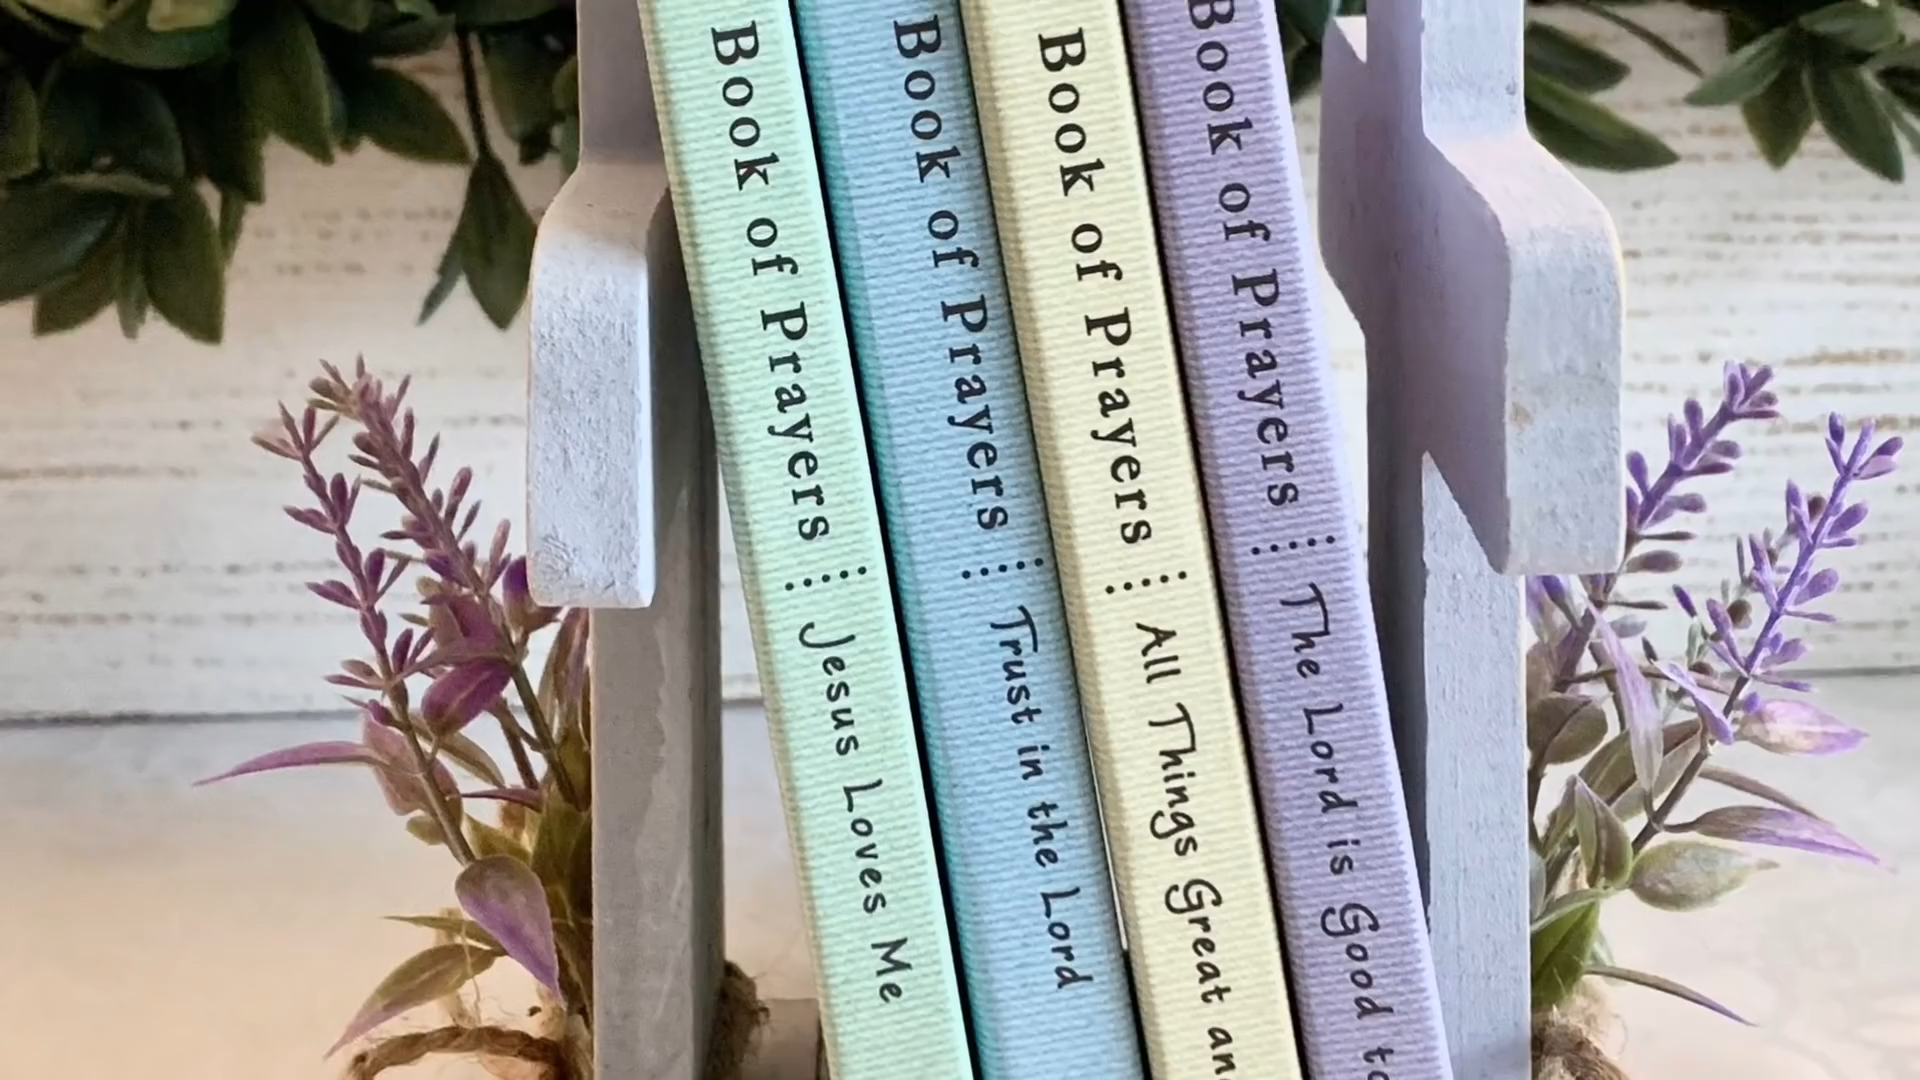 Book of Prayers Jesus Loves Me
Book of Prayers Trust in the Lord
Book of Prayers All Things Great
Book of Prayers The Lord is Good